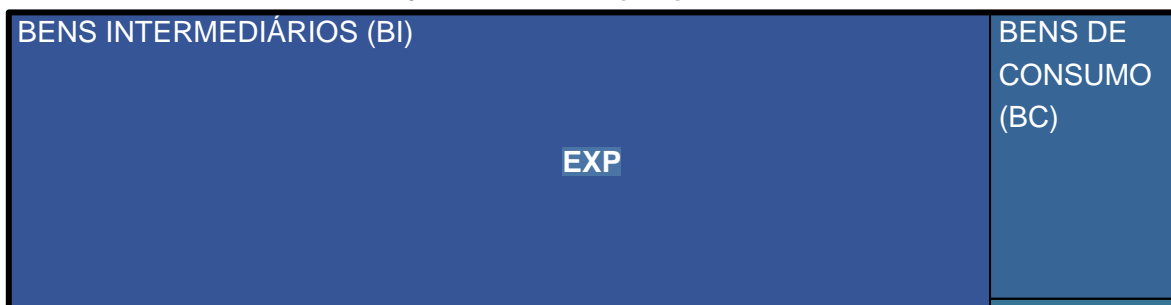 BENS INTERMEDIÁRIOS (BI)
BENS DE
CONSUMO
(BC)
EXP